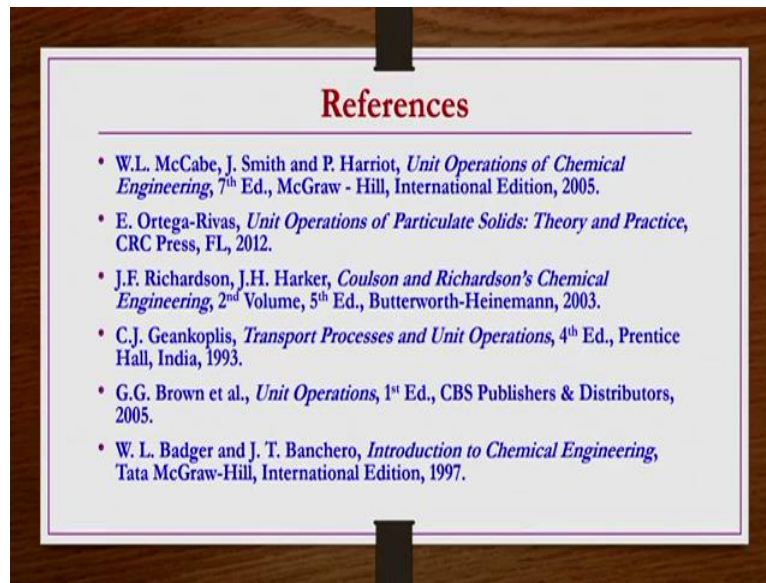 References
• W.L. McCabe, J. Smith and P. Harriot, Unit Operations of Chemical
Engineering, 7th Ed., McGraw - Hill, International Edition, 2005.
• E. Ortega-Rivas, Unit Operations of Particulate Solids: Theory and Practice,
CRC Press, FL, 2012.
• J.F. Richardson, J.H. Harker, Coulson and Richardson's Chemical
Engineering, 2nd Volume, 5th Ed., Butterworth-Heinemann, 2003.
• C.J. Geankoplis, Transport Processes and Unit Operations, 4th Ed., Prentice
Hall, India, 1993.
• G.G. Brown et al., Unit Operations, 1st Ed., CBS Publishers & Distributors,
2005.
• W. L. Badger and J. T. Banchero, Introduction to Chemical Engineering,
Tata McGraw-Hill, International Edition, 1997.